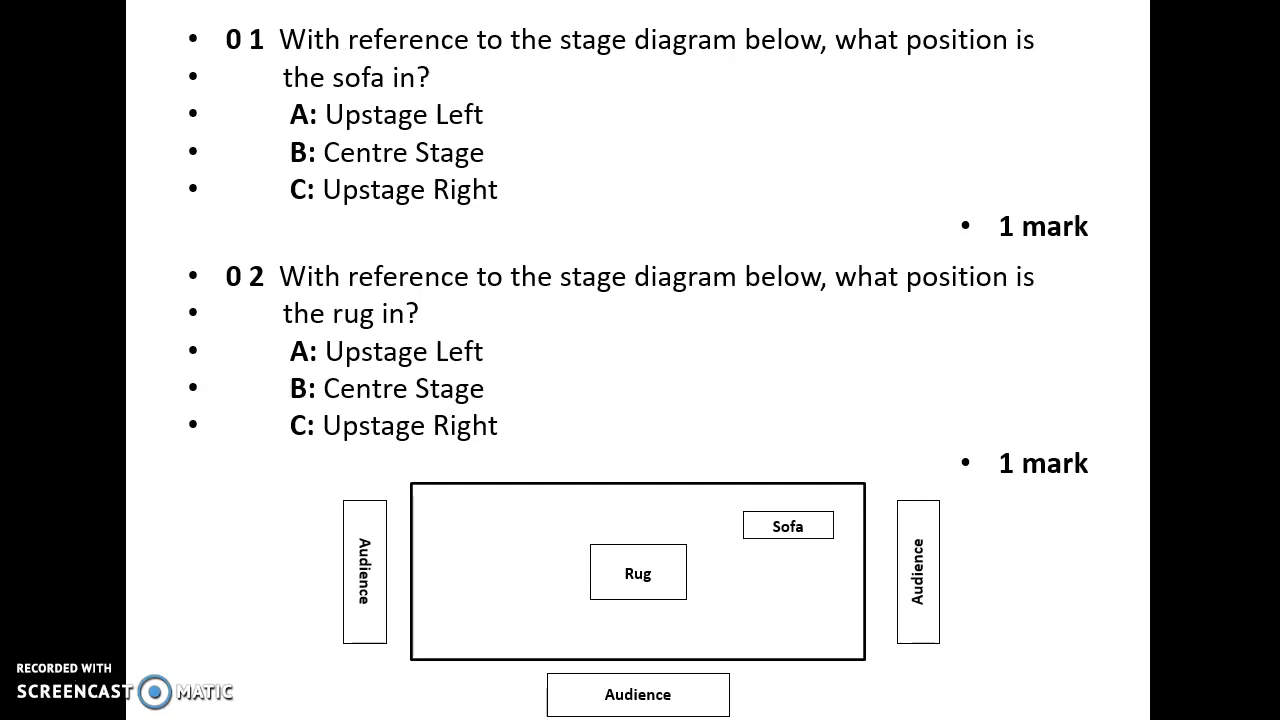 • 0 1 With reference to the stage diagram below, what position is
• the sofa in?
• A: Upstage Left
• B: Centre Stage
• C: Upstage Right
• 1 mark
• 0 2 With reference to the stage diagram below, what position is
• the rug in?
• A: Upstage Left
• B: Centre Stage
• C: Upstage Right
• 1 mark
Sofa
Audience
Rug
Audience
Audience
RECORDED WITH
SCREENCAST MATIC